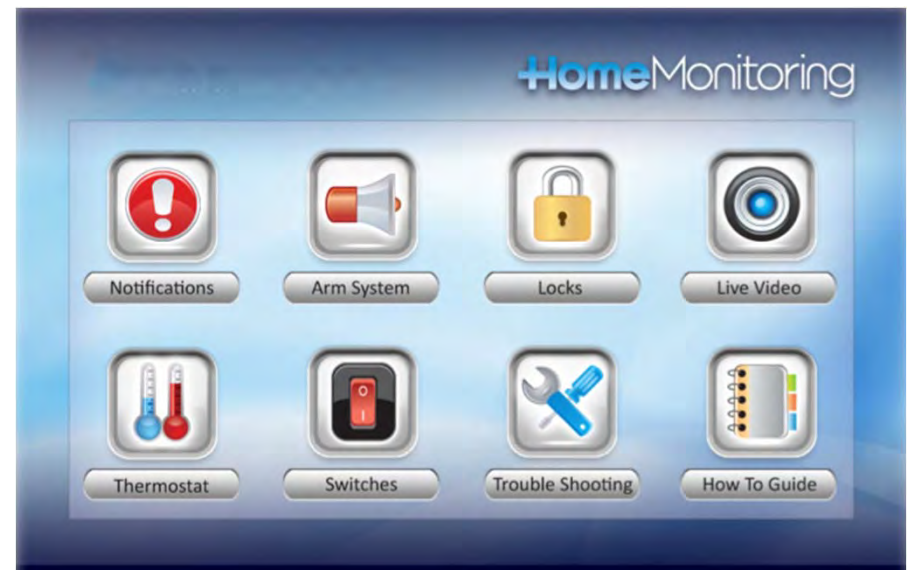 HomeMonitoring
Notifications
Arm System
Locks
Live Video
Thermostat
Switches
Trouble Shooting
How To Guide